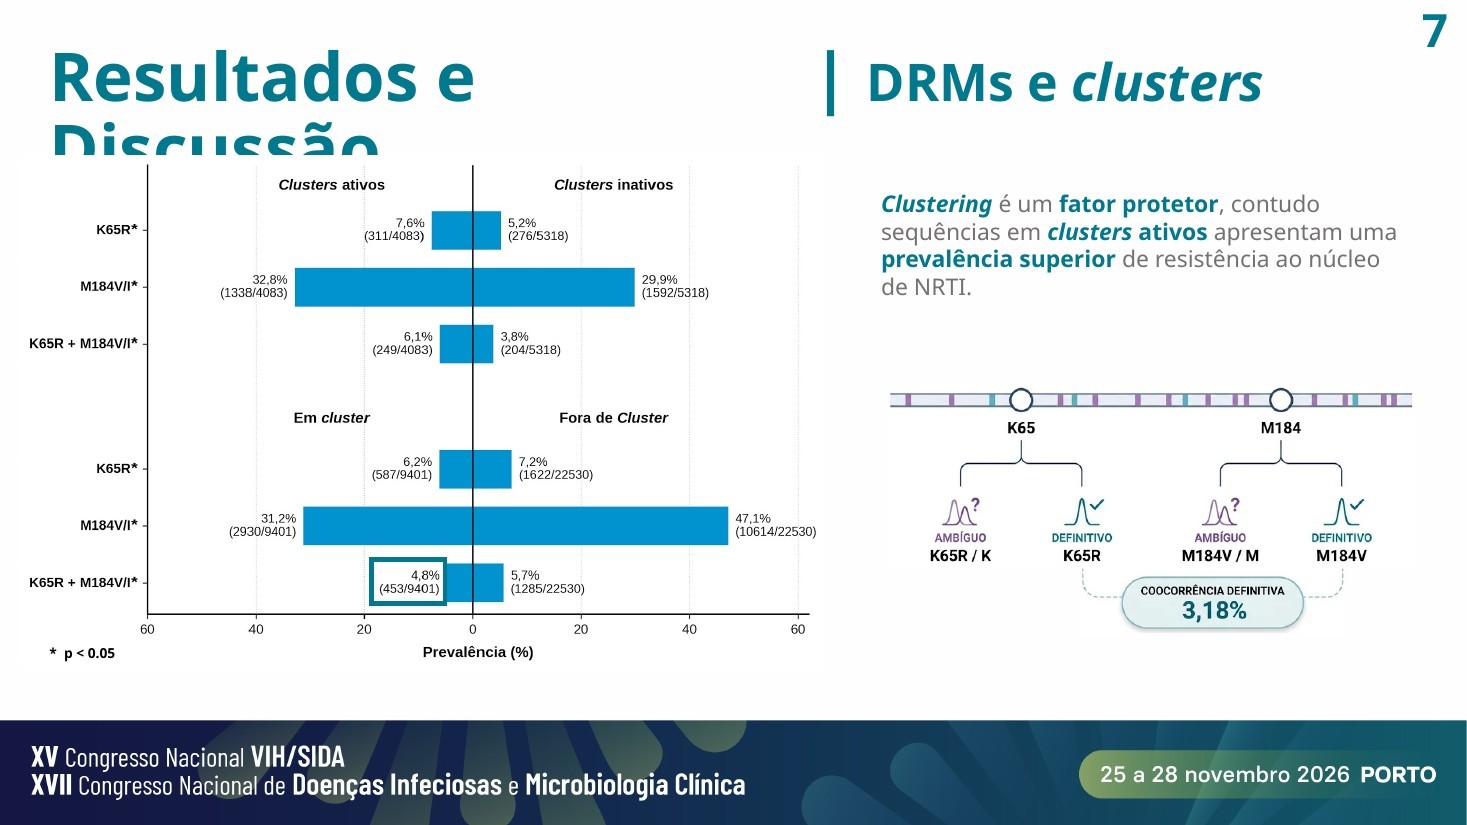 7
Resultados e
Discussão
DRMs e clusters
Clusters ativos
Clusters inativos
K65R*
7,6%
(311/4083)
5,2%
(276/5318)
M184V/I*
32,8%
(1338/4083)
29,9%
(1592/5318)
K65R + M184V/I*
6,1%
(249/4083)
3,8%
(204/5318)
Em cluster
Fora de Cluster
K65R*
6,2%
(587/9401)
7,2%
(1622/22530)
M184V/I*
31,2%
(2930/9401)
47,1%
(10614/22530)
K65R + M184V/I*
4,8%
(453/9401)
5,7%
(1285/22530)
60 40 20 0 20 40 60
Prevalência (%)
* p < 0.05
Clustering é um fator protetor, contudo
sequências em clusters ativos apresentam uma
prevalência superior de resistência ao núcleo
de NRTI.
K65 M184
? ?
AMBÍGUO DEFINITIVO AMBÍGUO DEFINITIVO
K65R / K K65R M184V / M M184V
COOCORRÊNCIA DEFINITIVA
3,18%
XV Congresso Nacional VIH/SIDA
XVII Congresso Nacional de Doenças Infeciosas e Microbiologia Clínica
25 a 28 novembro 2026 PORTO